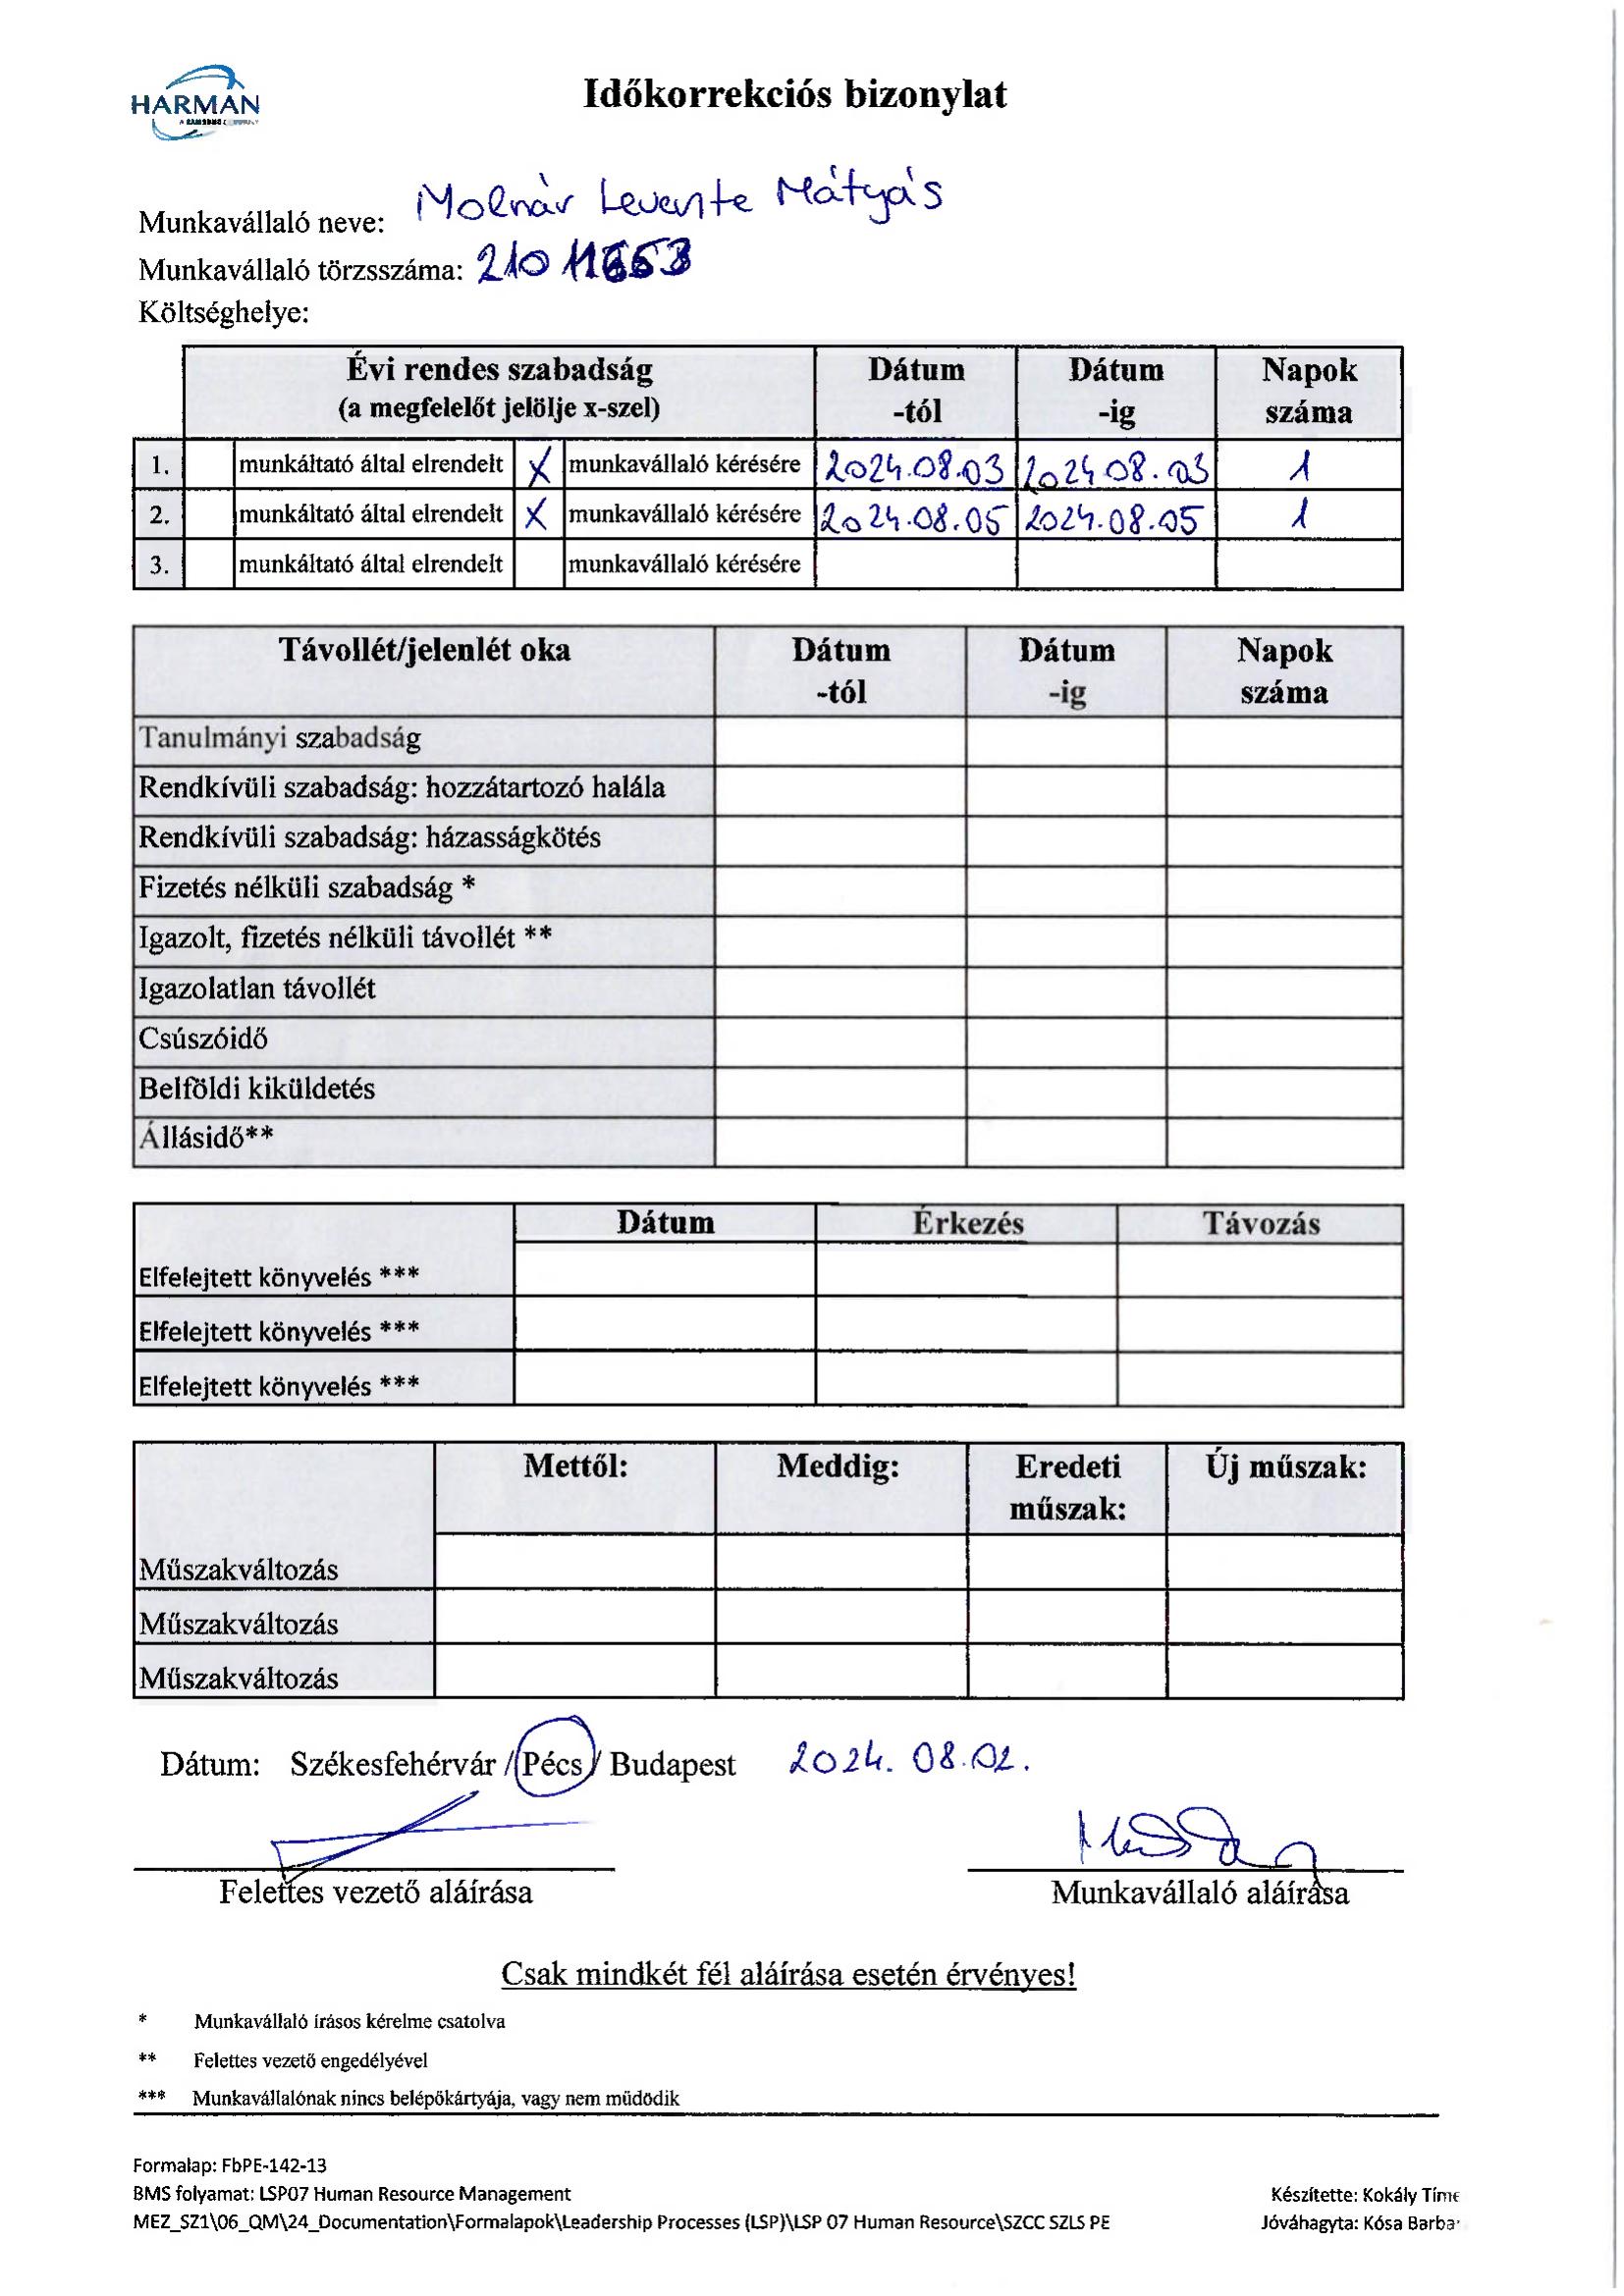 HARMAN
A SAMSUNG COMPANY
Időkorrekciós bizonylat
Munkavállaló neve: Molnár Levente Mátyás
Munkavállaló törzsszáma:
Költséghelye:
Évi rendes szabadság Dátum Dátum Napok
(a megfelelőt jelölje x-szel) -tól -ig száma
1. munkáltató által elrendelt X munkavállaló kérésére 2024.08.03 2024.08.03 1
2. munkáltató által elrendelt X munkavállaló kérésére 2024.08.05 2024.08.05 1
3. munkáltató által elrendelt munkavállaló kérésére
Távollét/jelenlét oka Dátum Dátum Napok
-tól -ig száma
Tanulmányi szabadság
Rendkívüli szabadság: hozzátartozó halála
Rendkívüli szabadság: házasságkötés
Fizetés nélküli szabadság *
Igazolt, fizetés nélküli távollét **
Igazolatlan távollét
Csúszóidő
Belföldi kiküldetés
Állásidő**
Dátum Érkezés Távozás
Elfelejtett könyvelés ***
Elfelejtett könyvelés ***
Elfelejtett könyvelés ***
Mettől: Meddig: Eredeti Új műszak:
műszak:
Műszakváltozás
Műszakváltozás
Műszakváltozás
Dátum: Székesfehérvár / Pécs / Budapest 2024. 08.02.
Felettes vezető aláírása Munkavállaló aláírása
Csak mindkét fél aláírása esetén érvényes!
* Munkavállaló írásos kérelme csatolva
** Felettes vezető engedélyével
*** Munkavállalónak nincs belépőkártyája, vagy nem müdödik
Formalap: FbPE-142-13
BMS folyamat: LSP07 Human Resource Management Készítette: Kokály Tíme
MEZ_SZ1\06_QM\24_Documentation\Formalapok\Leadership Processes (LSP)\LSP 07 Human Resource\SZCC SZLS PE Jóváhagyta: Kósa Barba